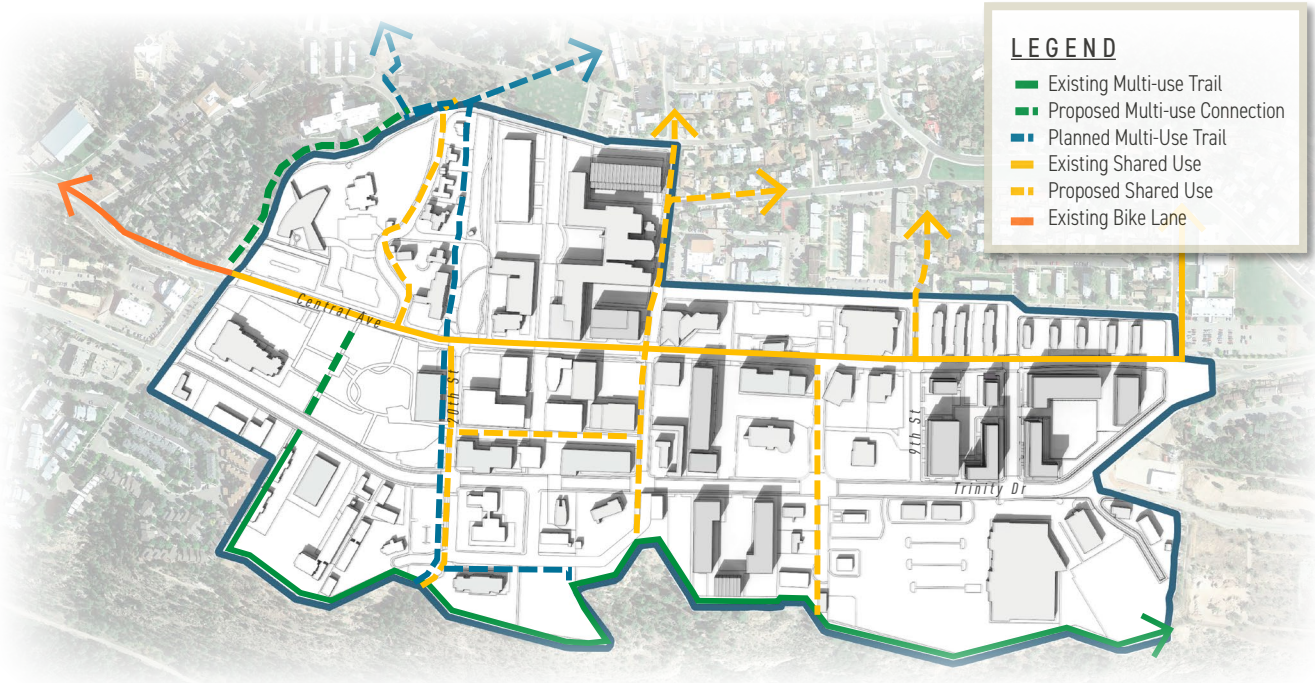 LEGEND
Existing Multi-use Trail
Proposed Multi-use Connection
Planned Multi-Use Trail
Existing Shared Use
Proposed Shared Use
Existing Bike Lane
Central Ave
20th St
9th St
Trinity Dr